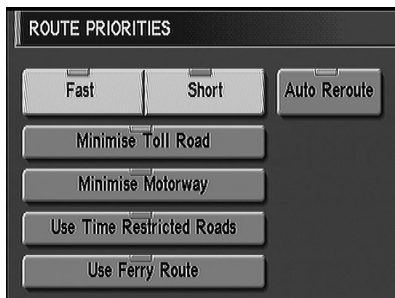 ROUTE PRIORITIES
Fast Short Auto Reroute
Minimise Toll Road
Minimise Motorway
Use Time Restricted Roads
Use Ferry Route